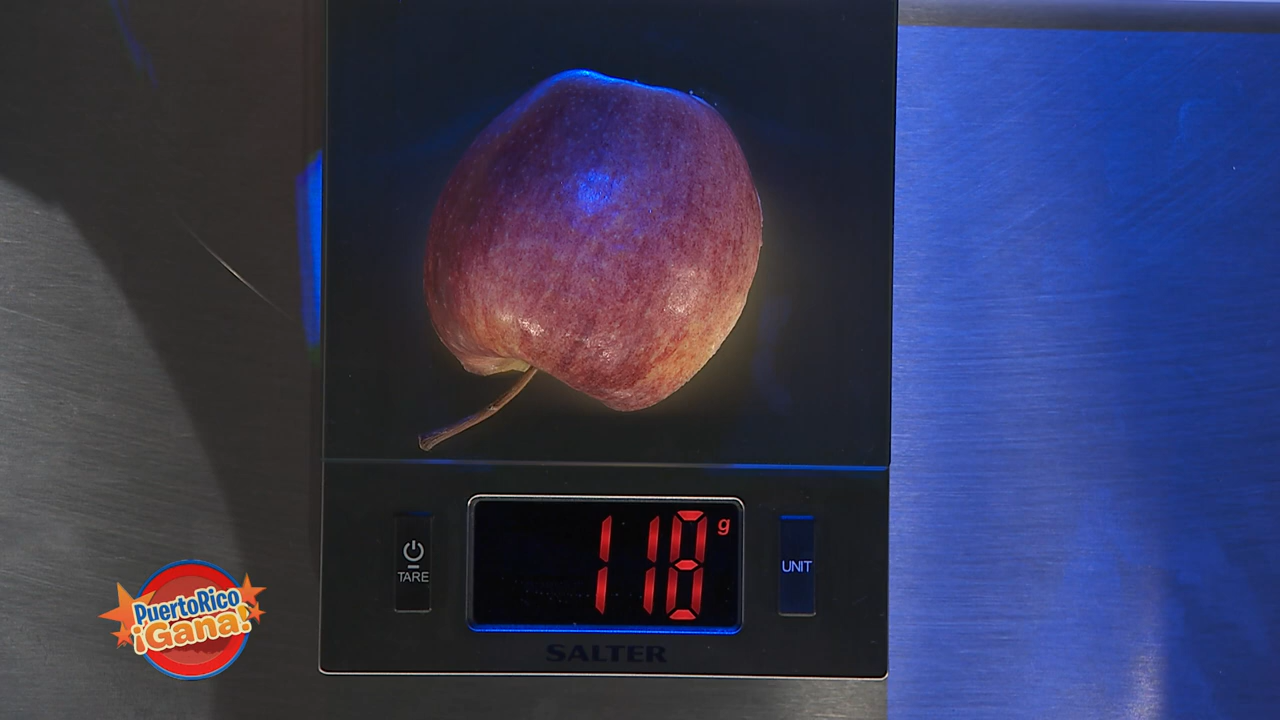 118 g
TARE
UNIT
SALTER
PuertoRico
¡Gana!